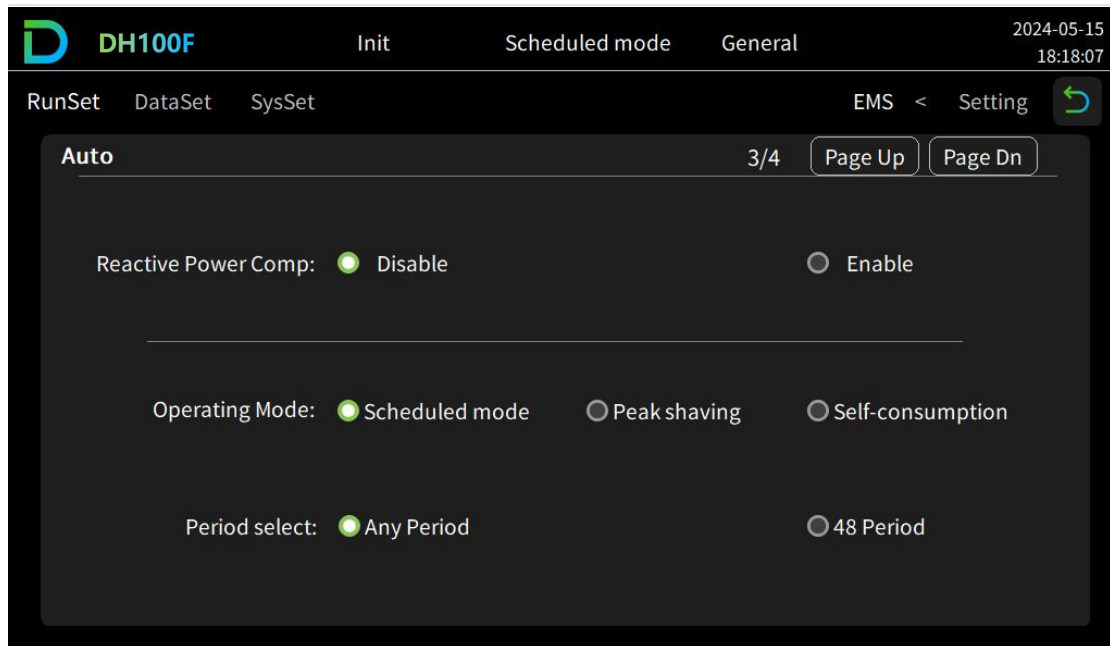 DH100F Init Scheduled mode General 2024-05-15
18:18:07
RunSet DataSet SysSet EMS < Setting
Auto 3/4 Page Up Page Dn
Reactive Power Comp: Disable Enable
Operating Mode: Scheduled mode Peak shaving Self-consumption
Period select: Any Period 48 Period